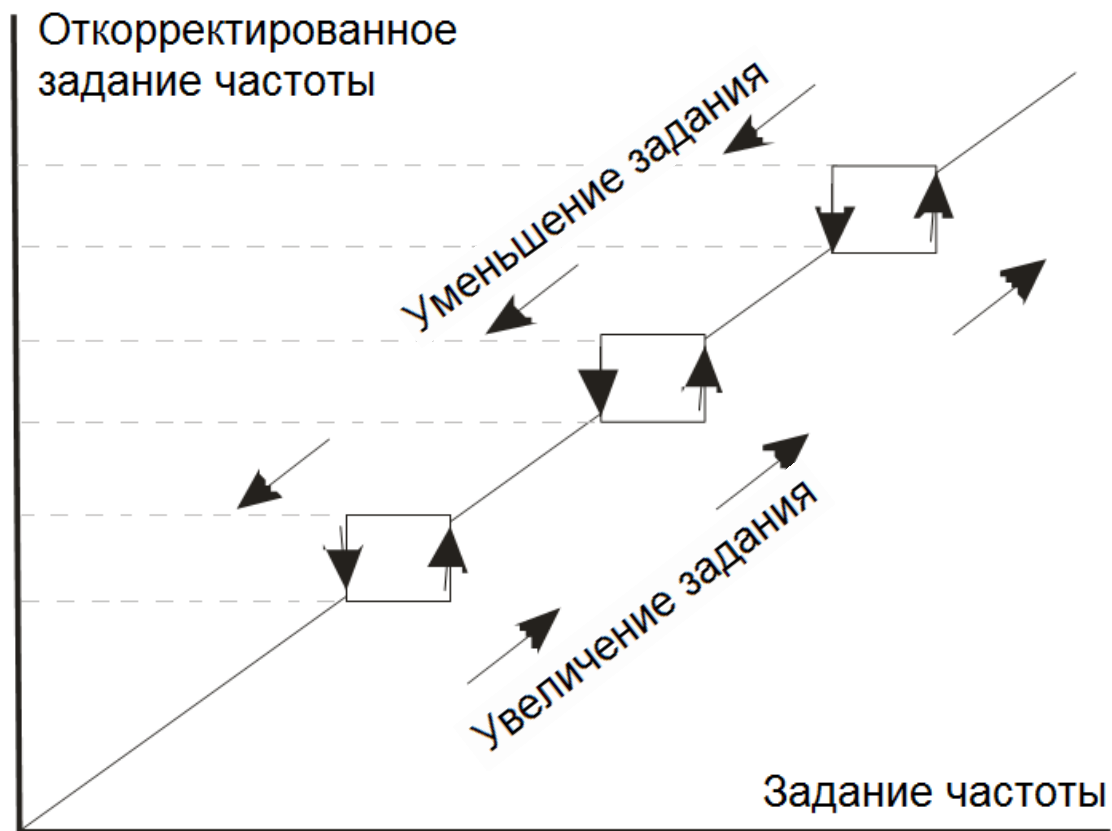 Откорректированное
задание частоты
Уменьшение задания
Увеличение задания
Задание частоты